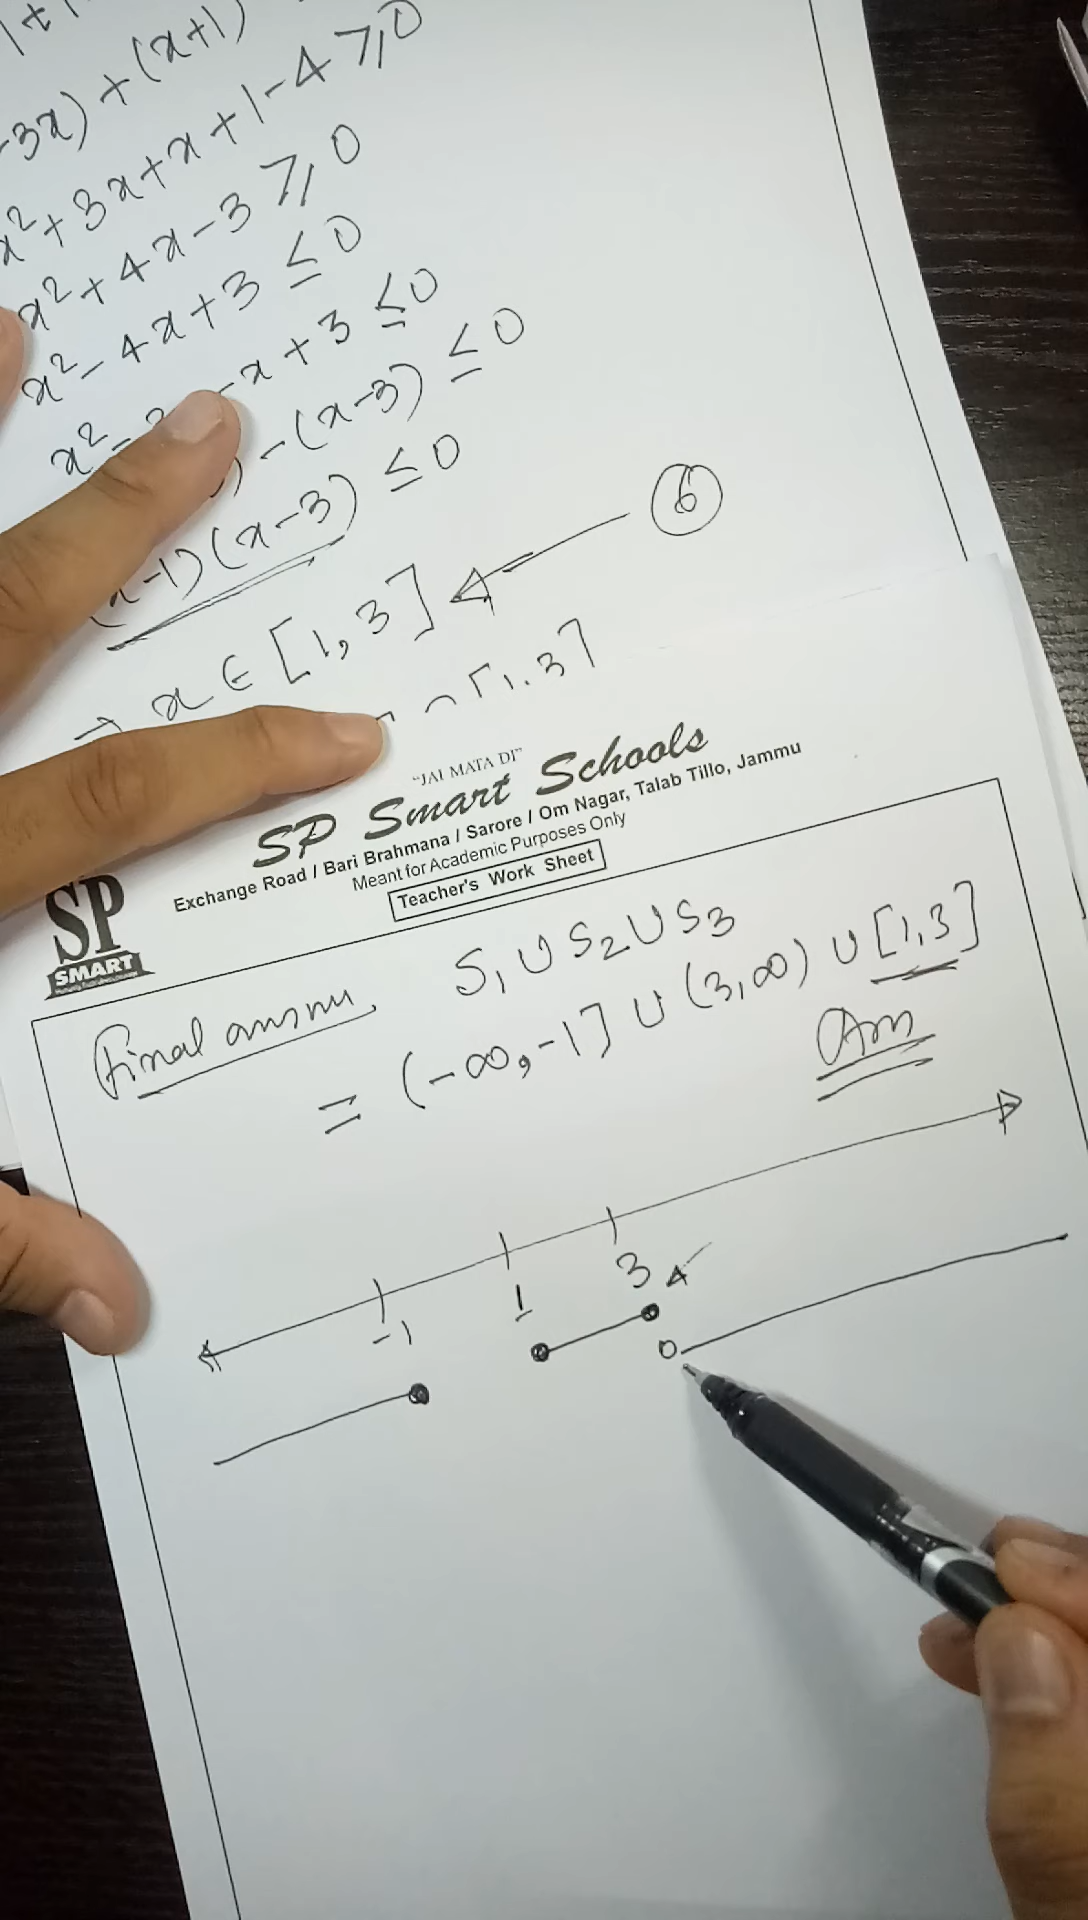 -3x) + (x+1)
x² + 3x + x + 1 - 4 ≥ 0
x² + 4x - 3 ≥ 0
x² - 4x + 3 ≤ 0
x² - - x + 3 ≤ 0
) - (x-3) ≤ 0
(x-1)(x-3) ≤ 0
→ x ∈ [1, 3] ← 6
∩ [1, 3]
"JAI MATA DI"
SP Smart Schools
Exchange Road / Bari Brahmana / Sarore / Om Nagar, Talab Tillo, Jammu
Meant for Academic Purposes Only
Teacher's Work Sheet
SP
SMART
Final answer, S₁ ∪ S₂ ∪ S₃
= (-∞, -1] ∪ (3, ∞) ∪ [1, 3]
Ans
-1 1 3